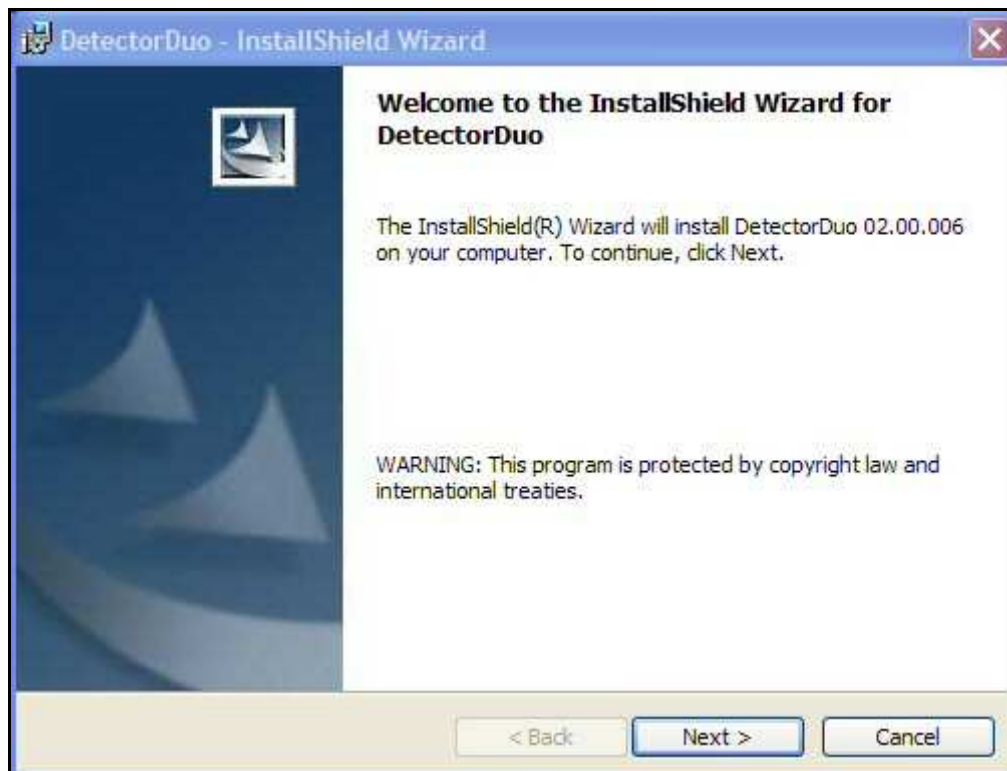 DetectorDuo - InstallShield Wizard
Welcome to the InstallShield Wizard for
DetectorDuo
The InstallShield(R) Wizard will install DetectorDuo 02.00.006
on your computer. To continue, click Next.
WARNING: This program is protected by copyright law and
international treaties.
< Back
Next >
Cancel